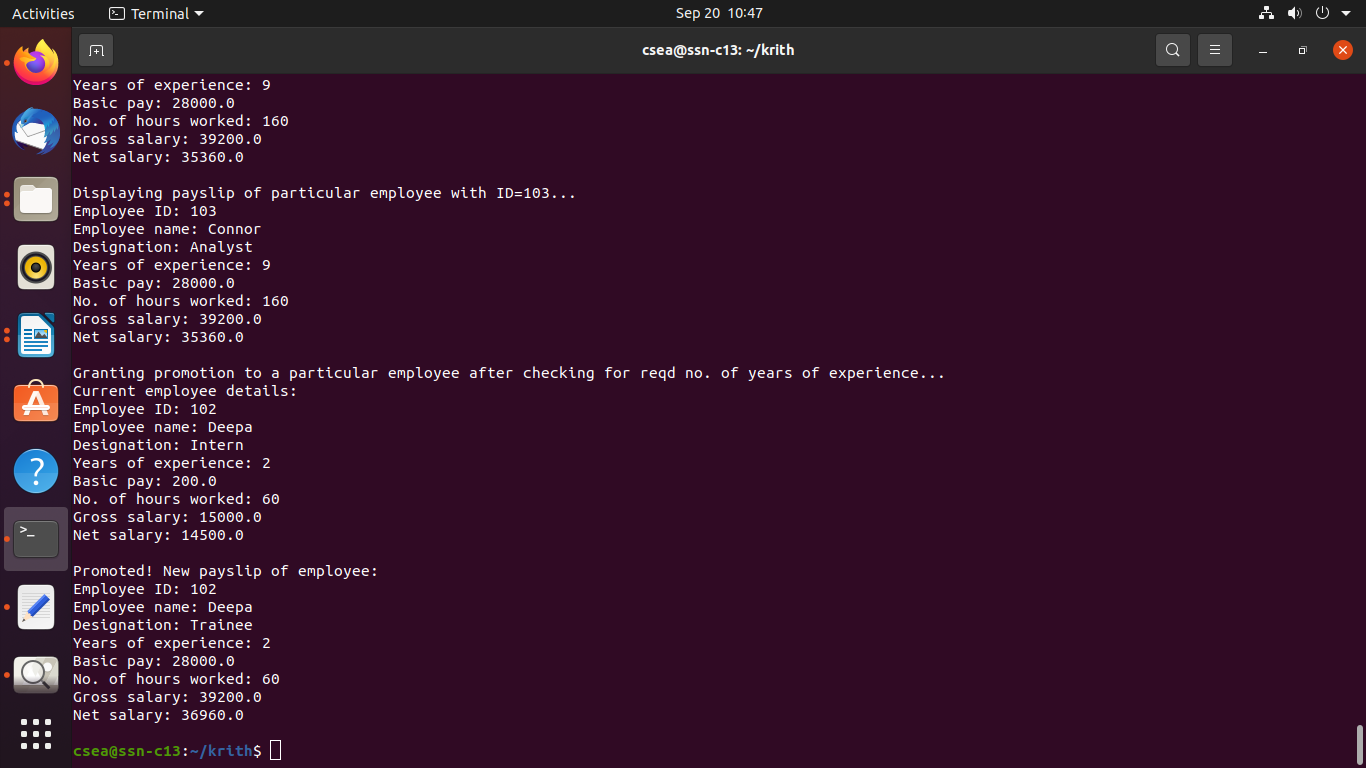 Activities
Terminal
Sep 20 10:47
csea@ssn-c13: ~/krith
Years of experience: 9
Basic pay: 28000.0
No. of hours worked: 160
Gross salary: 39200.0
Net salary: 35360.0
Displaying payslip of particular employee with ID=103...
Employee ID: 103
Employee name: Connor
Designation: Analyst
Years of experience: 9
Basic pay: 28000.0
No. of hours worked: 160
Gross salary: 39200.0
Net salary: 35360.0
Granting promotion to a particular employee after checking for reqd no. of years of experience...
Current employee details:
Employee ID: 102
Employee name: Deepa
Designation: Intern
Years of experience: 2
Basic pay: 200.0
No. of hours worked: 60
Gross salary: 15000.0
Net salary: 14500.0
Promoted! New payslip of employee:
Employee ID: 102
Employee name: Deepa
Designation: Trainee
Years of experience: 2
Basic pay: 28000.0
No. of hours worked: 60
Gross salary: 39200.0
Net salary: 36960.0
csea@ssn-c13:~/krith$